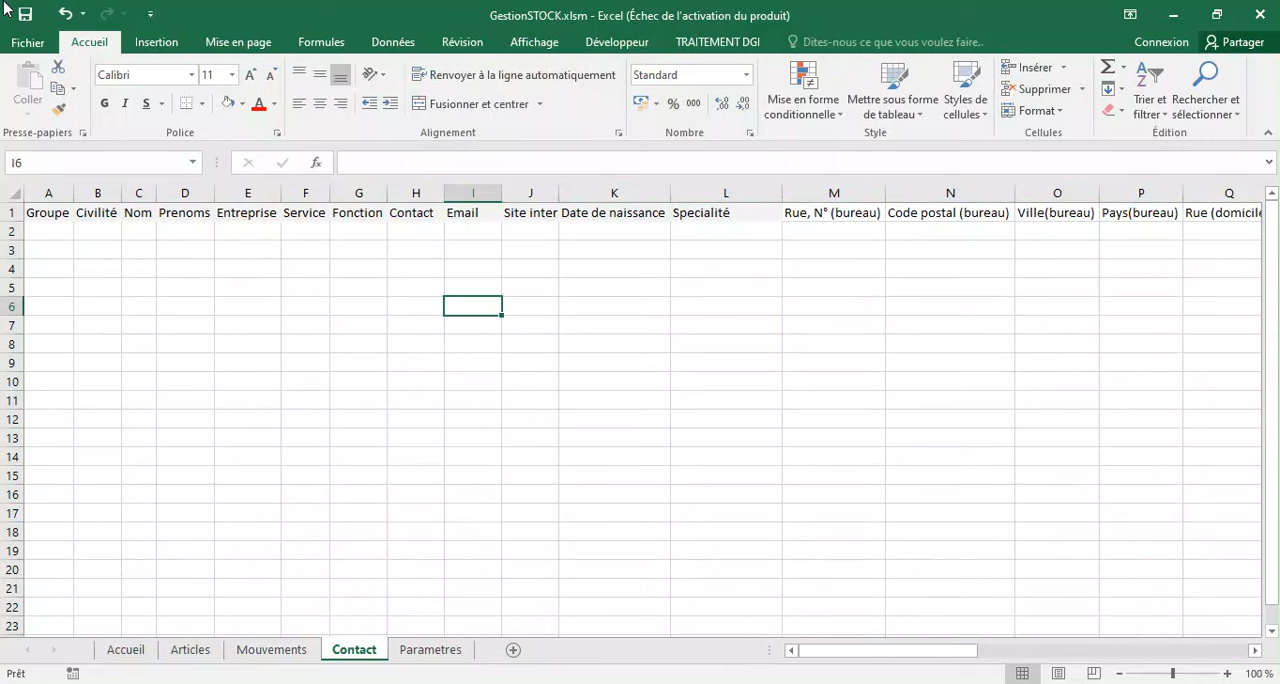 GestionSTOCK.xlsm - Excel (Échec de l'activation du produit)
Fichier Accueil Insertion Mise en page Formules Données Révision Affichage Développeur TRAITEMENT DGI Dites-nous ce que vous voulez faire.. Connexion Partager
Coller
Calibri 11
G I S
Renvoyer à la ligne automatiquement
Fusionner et centrer
Standard
% 000
Mise en forme conditionnelle
Mettre sous forme de tableau
Styles de cellules
Insérer
Supprimer
Format
Trier et filtrer
Rechercher et sélectionner
Presse-papiers Police Alignement Nombre Style Cellules Édition
I6 fx
A B C D E F G H I J K L M N O P Q
1 Groupe Civilité Nom Prenoms Entreprise Service Fonction Contact Email Site inter Date de naissance Specialité Rue, N° (bureau) Code postal (bureau) Ville(bureau) Pays(bureau) Rue (domicile
2
3
4
5
6
7
8
9
10
11
12
13
14
15
16
17
18
19
20
21
22
23
Accueil Articles Mouvements Contact Parametres
Prêt 100 %